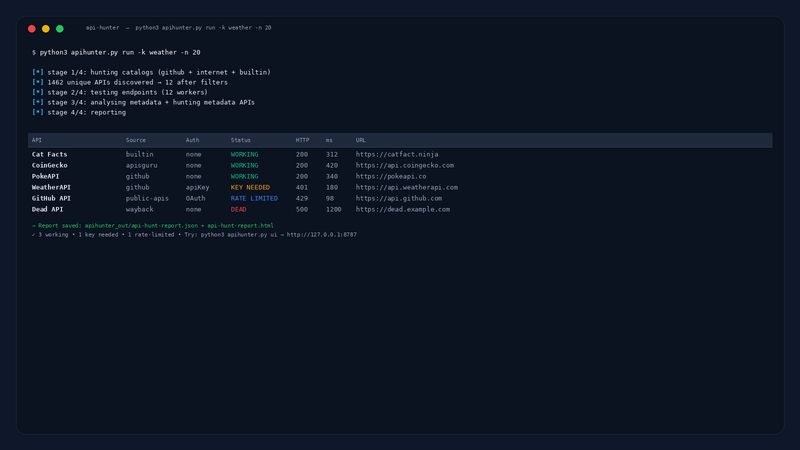 api-hunter — python3 apihunter.py run -k weather -n 20
$ python3 apihunter.py run -k weather -n 20
[*] stage 1/4: hunting catalogs (github + internet + builtin)
[*] 1462 unique APIs discovered → 12 after filters
[*] stage 2/4: testing endpoints (12 workers)
[*] stage 3/4: analysing metadata + hunting metadata APIs
[*] stage 4/4: reporting
API Source Auth Status HTTP ms URL
Cat Facts builtin none WORKING 200 312 https://catfact.ninja
CoinGecko apisguru none WORKING 200 420 https://api.coingecko.com
PokeAPI github none WORKING 200 340 https://pokeapi.co
WeatherAPI github apiKey KEY NEEDED 401 180 https://api.weatherapi.com
GitHub API public-apis OAuth RATE LIMITED 429 98 https://api.github.com
Dead API wayback none DEAD 500 1200 https://dead.example.com
→ Report saved: apihunter_out/api-hunt-report.json + api-hunt-report.html
✓ 3 working • 1 key needed • 1 rate-limited • Try: python3 apihunter.py ui → http://127.0.0.1:8787